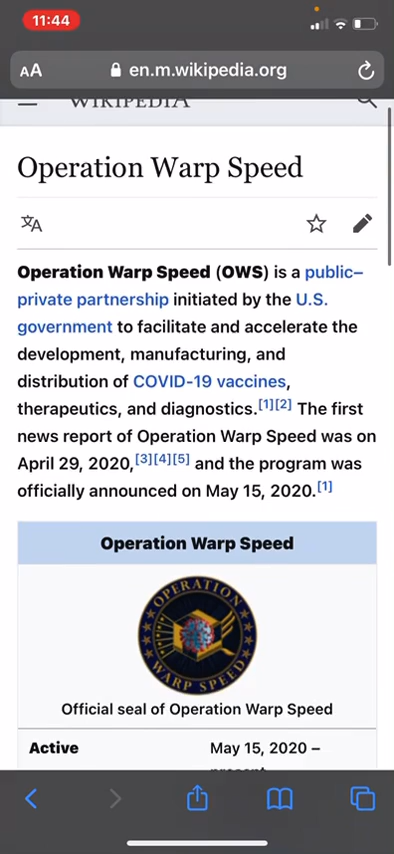 11:44
AA en.m.wikipedia.org
WIKIPEDIA
Operation Warp Speed
Operation Warp Speed (OWS) is a public–
private partnership initiated by the U.S.
government to facilitate and accelerate the
development, manufacturing, and
distribution of COVID-19 vaccines,
therapeutics, and diagnostics.[1][2] The first
news report of Operation Warp Speed was on
April 29, 2020,[3][4][5] and the program was
officially announced on May 15, 2020.[1]
Operation Warp Speed
OPERATION
WARP SPEED
Official seal of Operation Warp Speed
Active May 15, 2020 –
present